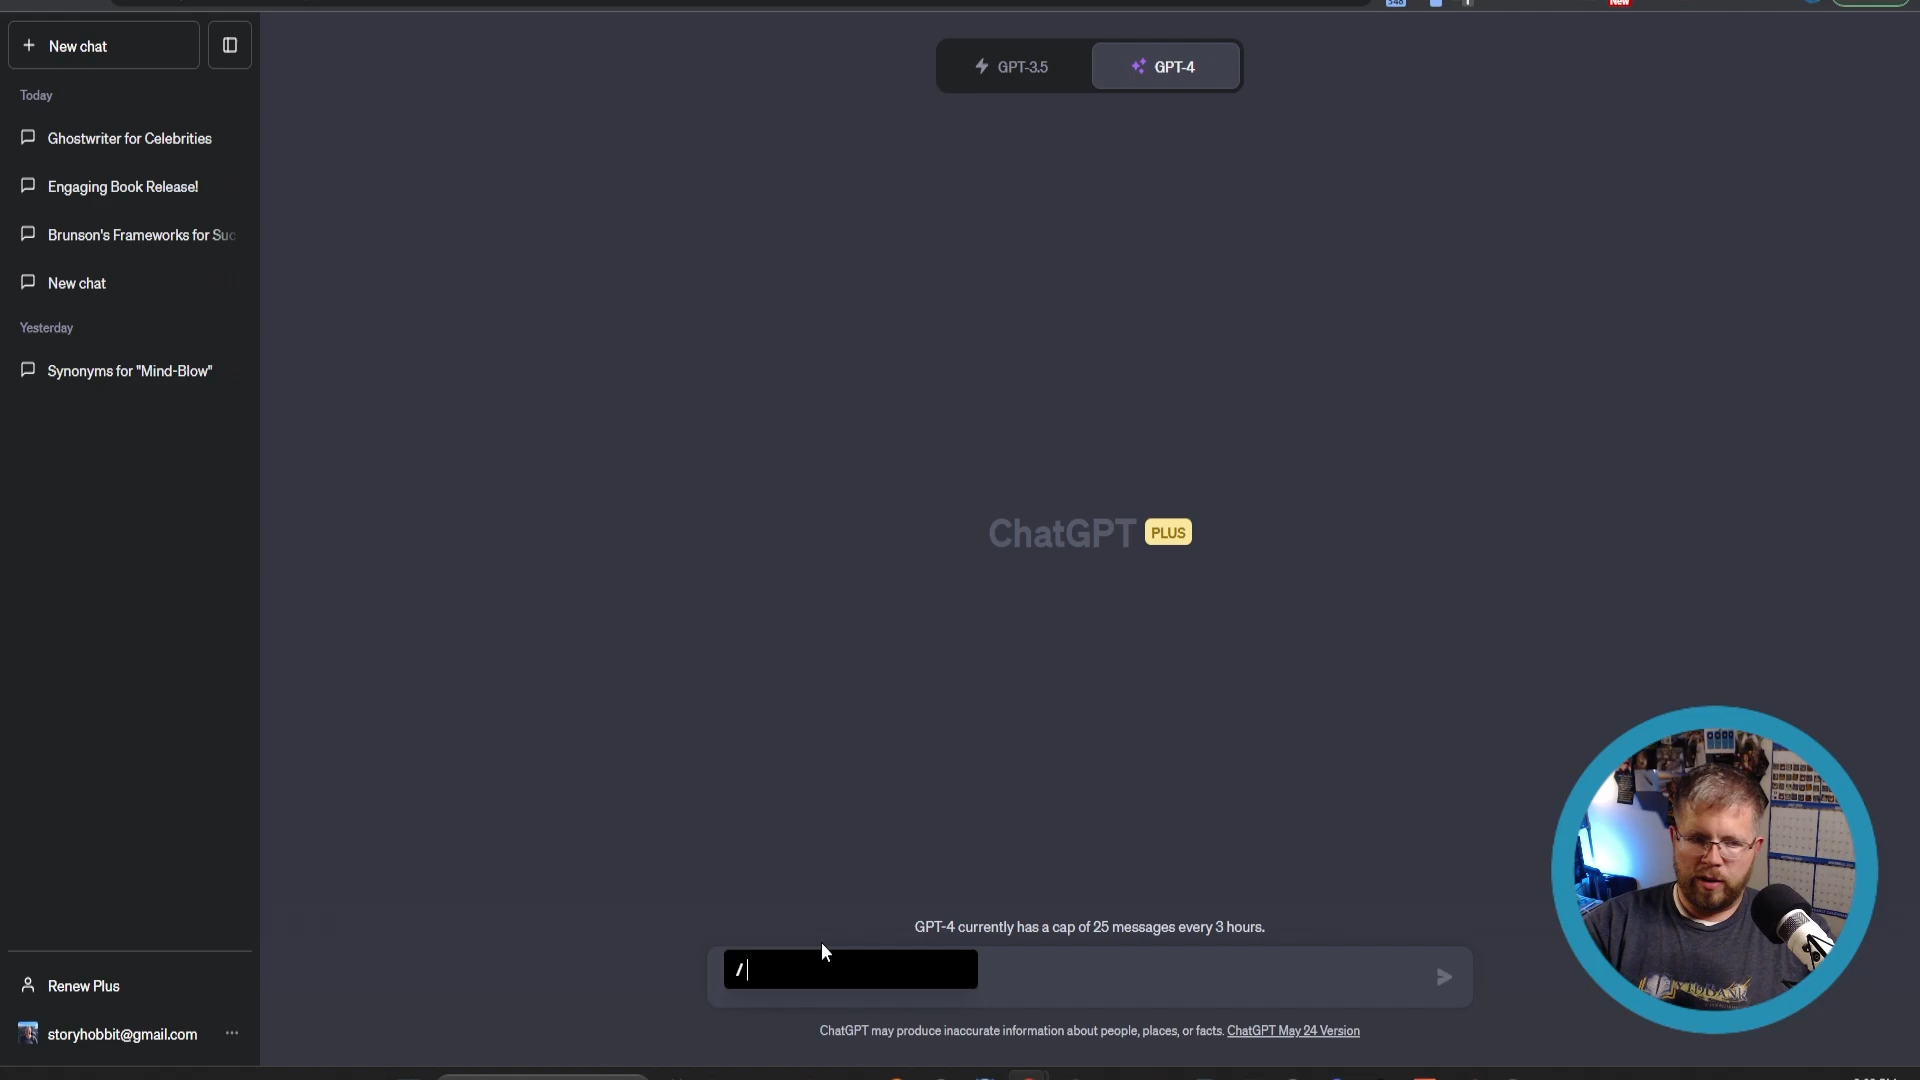 New chat
Today
Ghostwriter for Celebrities
Engaging Book Release!
Brunson's Frameworks for Suc
New chat
Yesterday
Synonyms for "Mind-Blow"
Renew Plus
storyhobbit@gmail.com
348
New
GPT-3.5
GPT-4
ChatGPT PLUS
GPT-4 currently has a cap of 25 messages every 3 hours.
/
ChatGPT may produce inaccurate information about people, places, or facts. ChatGPT May 24 Version